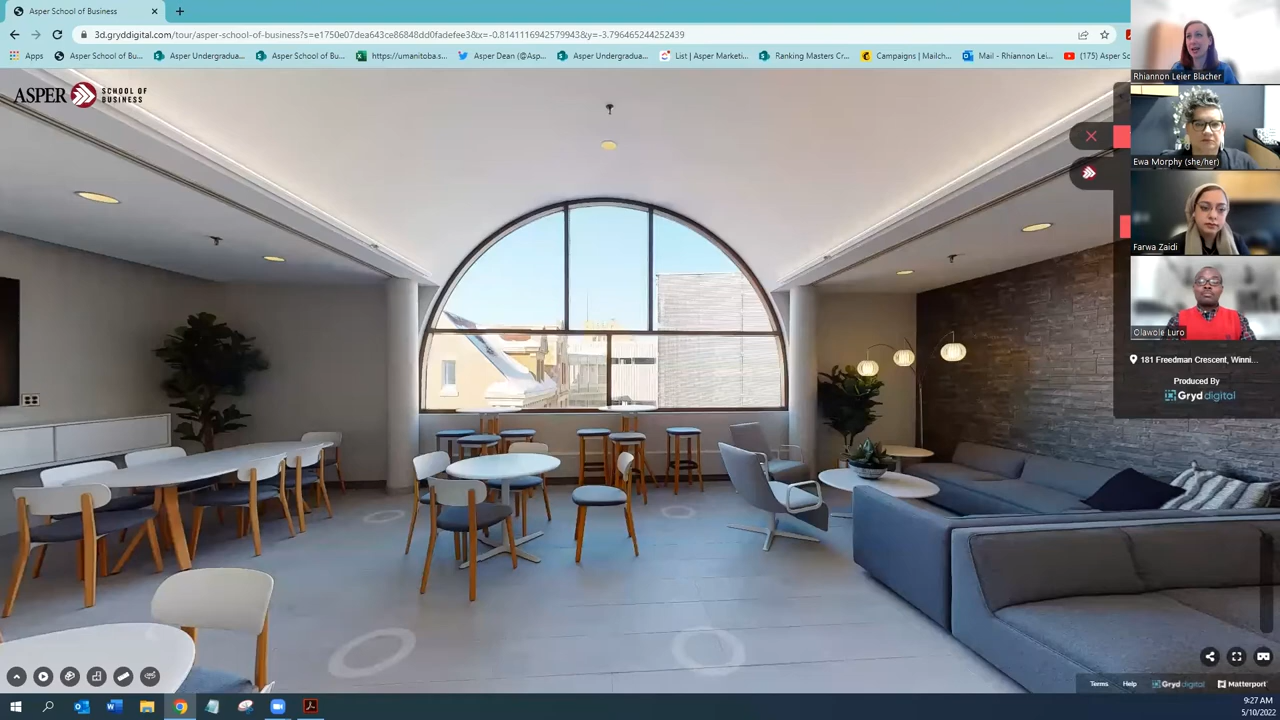 Asper School of Business
3d.gryddigital.com/tour/asper-school-of-business?s=e1750e07dea643ce86848c920fadefee3&x=-0.81411116942579943&y=-3.796465244252439
Apps
Asper School of Bu...
Asper Undergradua...
Asper School of Bu...
https://umanitoba.s...
Asper Dean (@Asp...
Asper Undergradua...
List | Asper Marketi...
Ranking Masters Cr...
Campaigns | Mailch...
Mail - Rhiannon Lei...
(175) Asper Sc
ASPER SCHOOL OF
BUSINESS
Rhiannon Leier Blacher
Ewa Morphy (she/her)
Farwa Zaidi
Olawole Luro
181 Freedman Crescent, Winni...
Produced By
Gryd digital
Terms Help Gryd digital Matterport
9:27 AM
5/10/2022